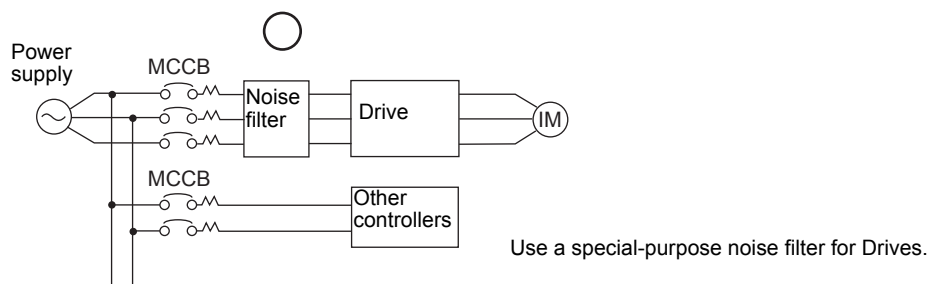 Power
supply
MCCB
Noise
filter
Drive
IM
MCCB
Other
controllers
Use a special-purpose noise filter for Drives.